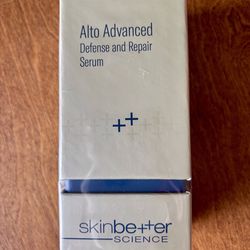 Alto Advanced
Defense and Repair
Serum
++
skinbetter
SCIENCE